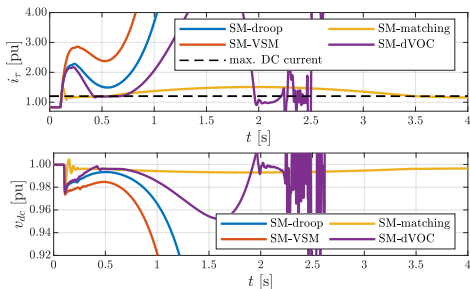 4.00
3.00
2.00
1.00
i_τ [pu]
SM-droop SM-matching
SM-VSM SM-dVOC
max. DC current
0 0.5 1 1.5 2 2.5 3 3.5 4
t [s]
1.00
0.98
0.96
0.94
0.92
v_dc [pu]
SM-droop SM-matching
SM-VSM SM-dVOC
0 0.5 1 1.5 2 2.5 3 3.5 4
t [s]